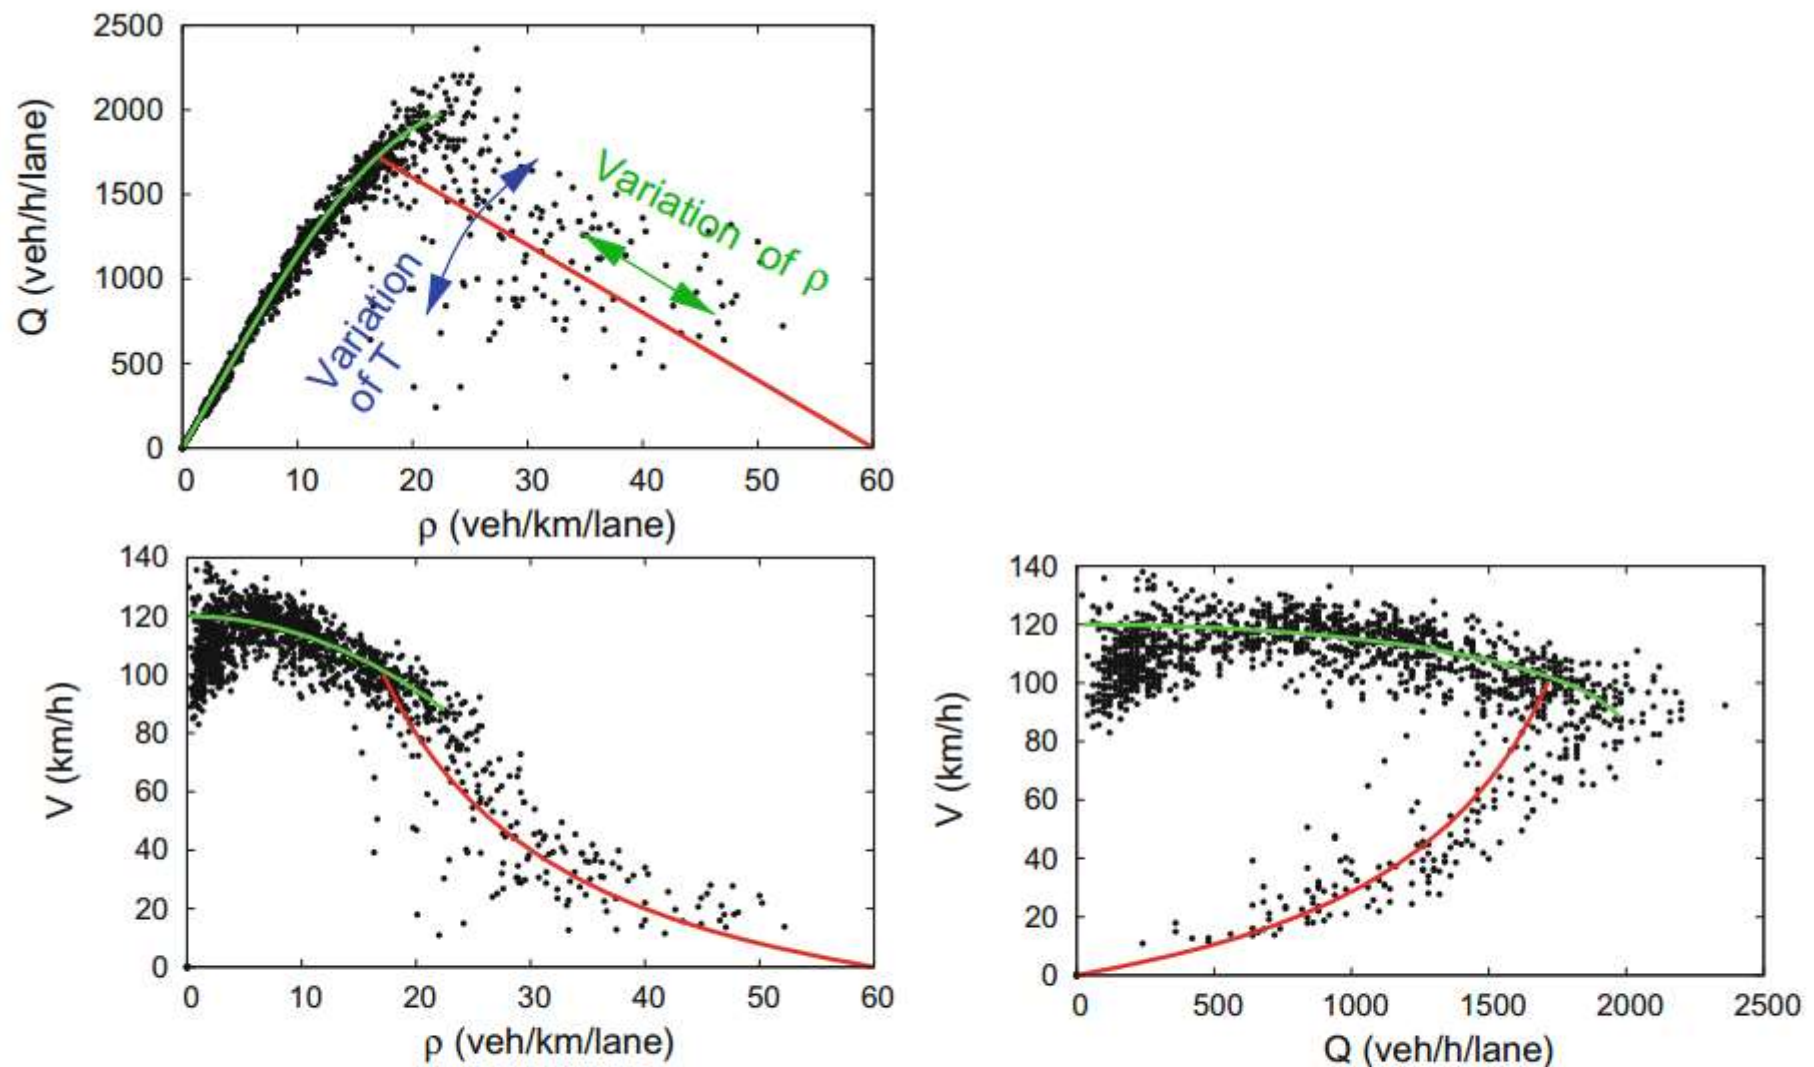 2500
2000
1500
1000
500
0
Q (veh/h/lane)
Variation of ρ
Variation
of T
0 10 20 30 40 50 60
ρ (veh/km/lane)
140
120
100
80
60
40
20
0
V (km/h)
0 10 20 30 40 50 60
ρ (veh/km/lane)
140
120
100
80
60
40
20
0
V (km/h)
0 500 1000 1500 2000 2500
Q (veh/h/lane)